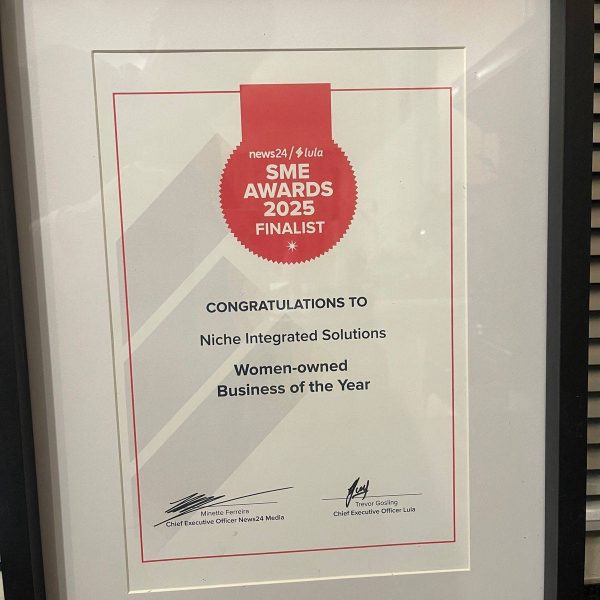 news24 / lula
SME
AWARDS
2025
FINALIST
CONGRATULATIONS TO
Niche Integrated Solutions
Women-owned
Business of the Year
Minette Ferreira
Chief Executive Officer News24 Media
Trevor Gosling
Chief Executive Officer Lula